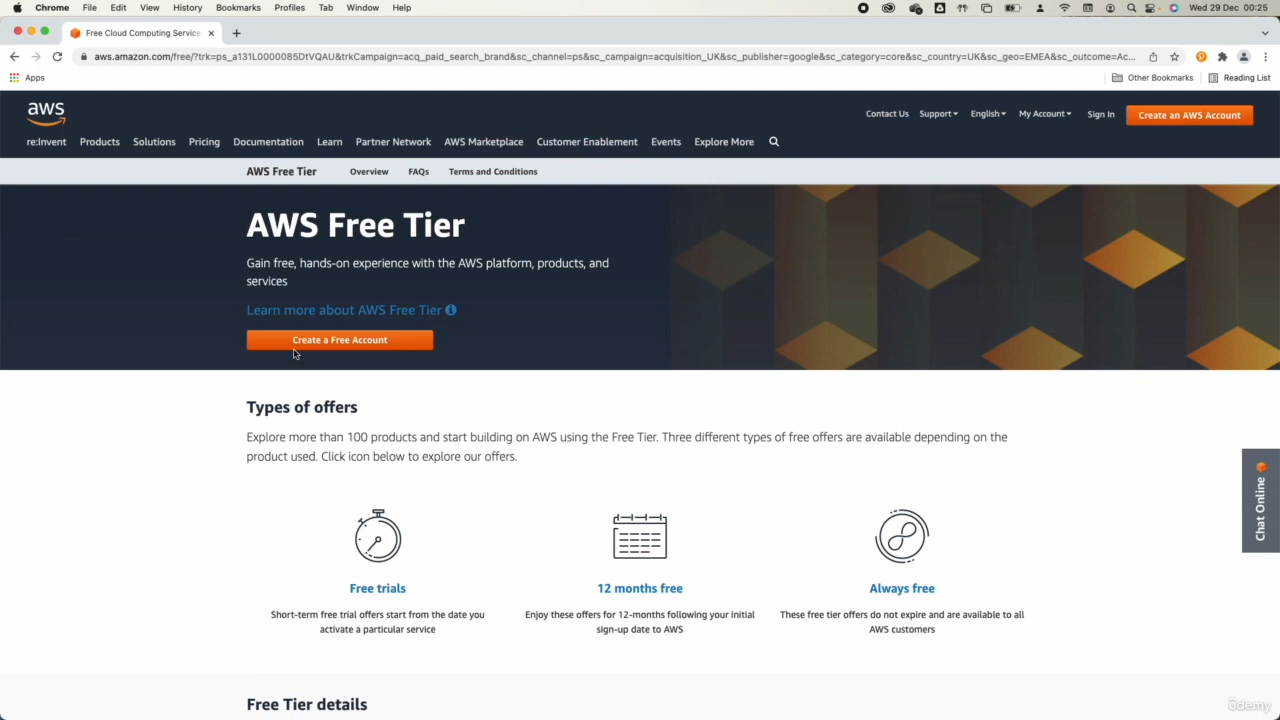 Chrome File Edit View History Bookmarks Profiles Tab Window Help Wed 29 Dec 00:25
Free Cloud Computing Service
aws.amazon.com/free/?trk=ps_a131L0000085DtVQAU&trkCampaign=acq_paid_search_brand&sc_channel=ps&sc_campaign=acquisition_UK&sc_publisher=google&sc_category=core&sc_country=UK&sc_geo=EMEA&sc_outcome=Ac...
Apps Other Bookmarks Reading List
aws Contact Us Support English My Account Sign In Create an AWS Account
re:Invent Products Solutions Pricing Documentation Learn Partner Network AWS Marketplace Customer Enablement Events Explore More
AWS Free Tier Overview FAQs Terms and Conditions
AWS Free Tier
Gain free, hands-on experience with the AWS platform, products, and
services
Learn more about AWS Free Tier
Create a Free Account
Types of offers
Explore more than 100 products and start building on AWS using the Free Tier. Three different types of free offers are available depending on the
product used. Click icon below to explore our offers.
Chat Online
Free trials 12 months free Always free
Short-term free trial offers start from the date you Enjoy these offers for 12-months following your initial These free tier offers do not expire and are available to all
activate a particular service sign-up date to AWS AWS customers
Free Tier details
ûdemy